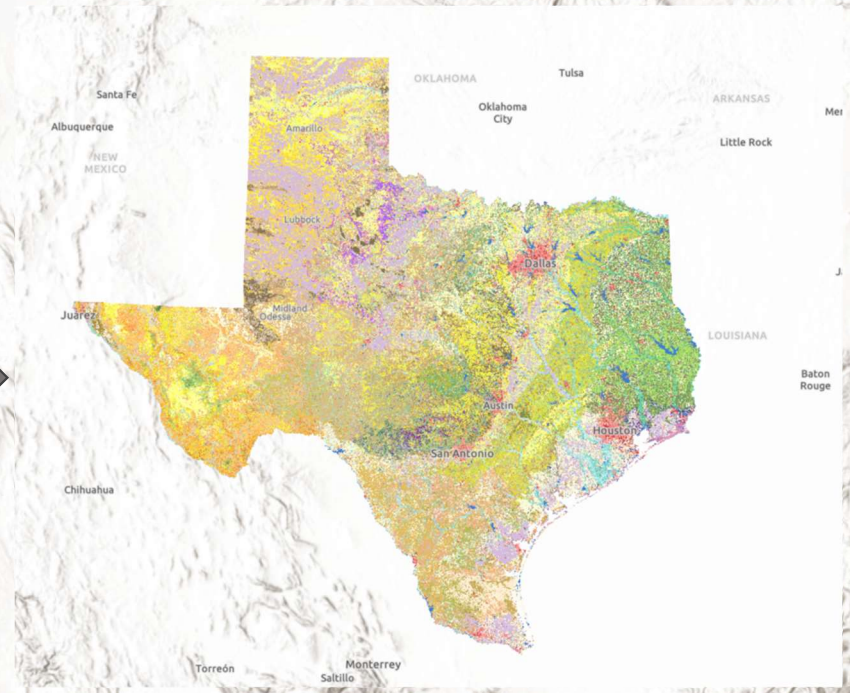 OKLAHOMA
Tulsa
Santa Fe
ARKANSAS
Oklahoma
City
Albuquerque
Amarillo
Little Rock
NEW
MEXICO
Lubbock
Dallas
Juárez
Midland
Odessa
LOUISIANA
Baton
Rouge
Austin
Houston
San Antonio
Chihuahua
Torreón
Monterrey
Saltillo